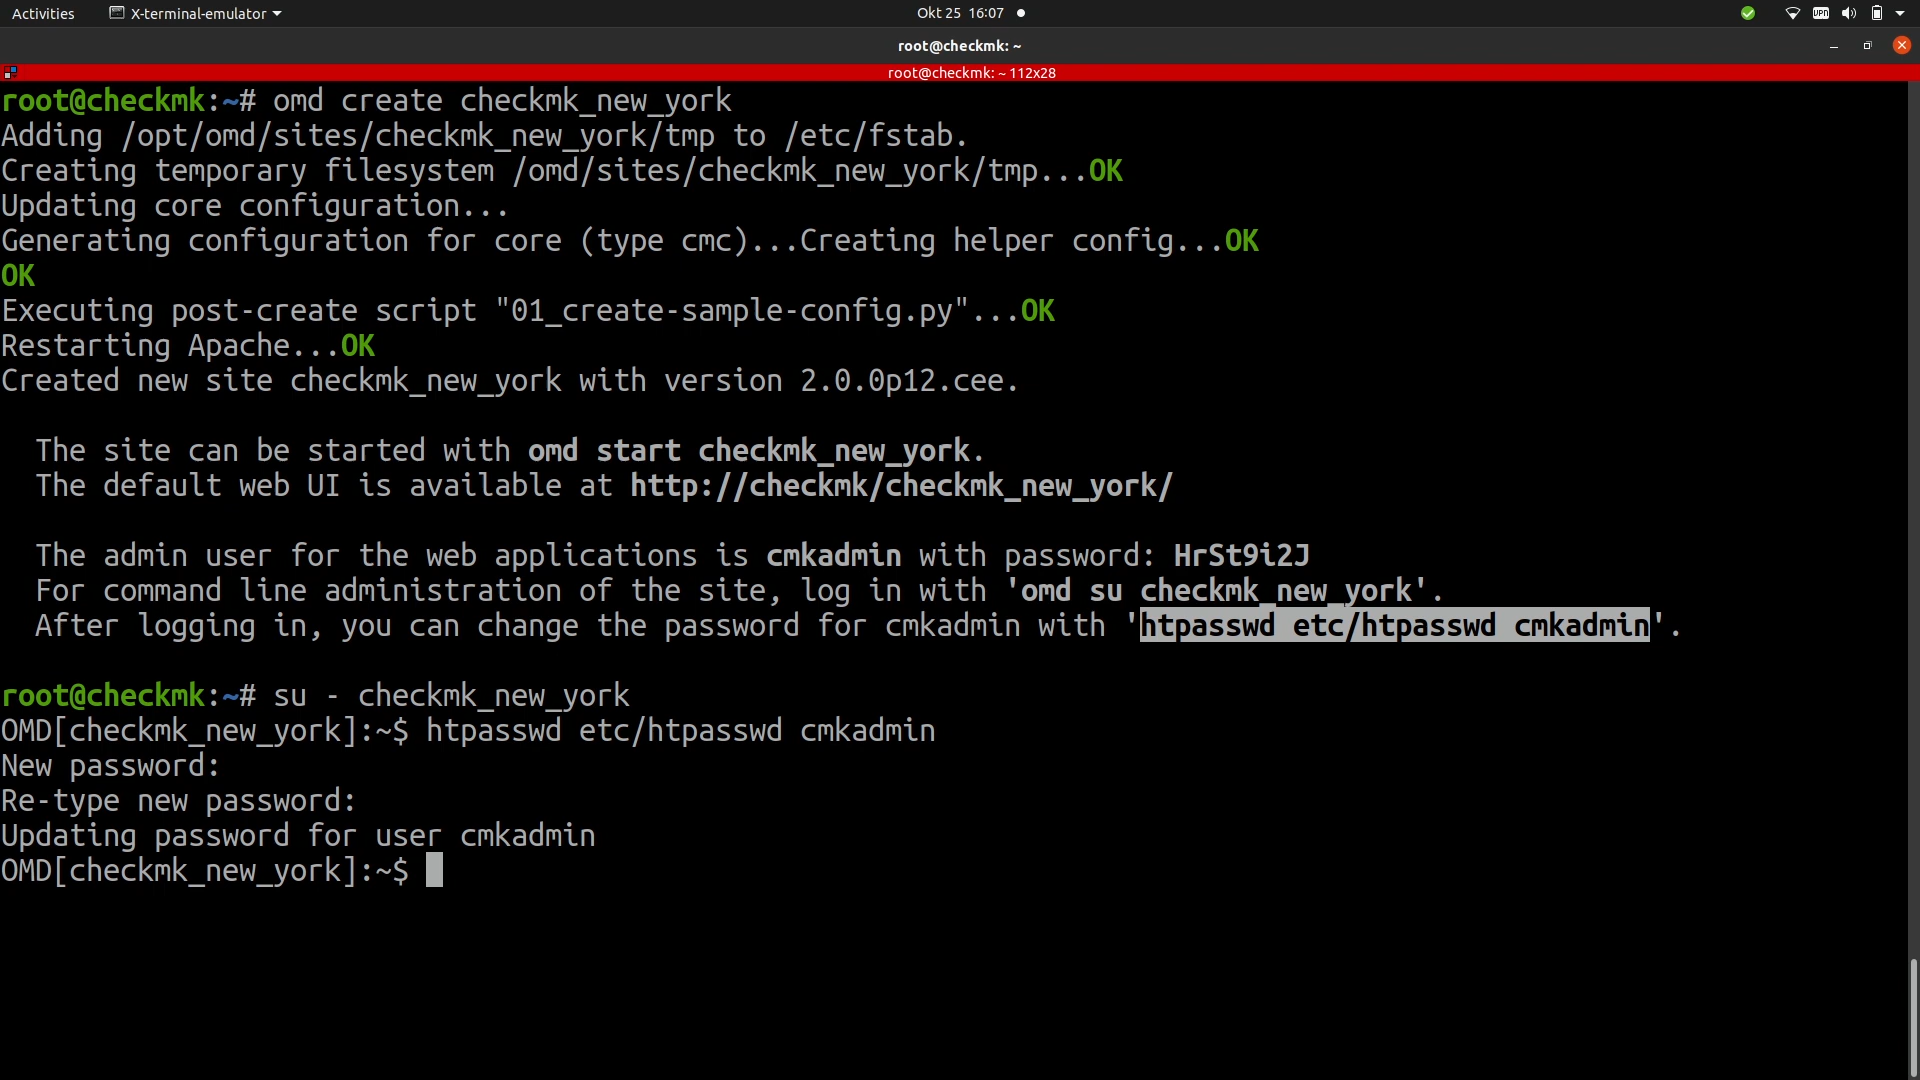 Activities X-terminal-emulator Okt 25 16:07 VPN
root@checkmk: ~
root@checkmk: ~ 112x28
root@checkmk:~# omd create checkmk_new_york
Adding /opt/omd/sites/checkmk_new_york/tmp to /etc/fstab.
Creating temporary filesystem /omd/sites/checkmk_new_york/tmp...OK
Updating core configuration...
Generating configuration for core (type cmc)...Creating helper config...OK
OK
Executing post-create script "01_create-sample-config.py"...OK
Restarting Apache...OK
Created new site checkmk_new_york with version 2.0.0p12.cee.
The site can be started with omd start checkmk_new_york.
The default web UI is available at http://checkmk/checkmk_new_york/
The admin user for the web applications is cmkadmin with password: HrSt9i2J
For command line administration of the site, log in with 'omd su checkmk_new_york'.
After logging in, you can change the password for cmkadmin with 'htpasswd etc/htpasswd cmkadmin'.
root@checkmk:~# su - checkmk_new_york
OMD[checkmk_new_york]:~$ htpasswd etc/htpasswd cmkadmin
New password:
Re-type new password:
Updating password for user cmkadmin
OMD[checkmk_new_york]:~$